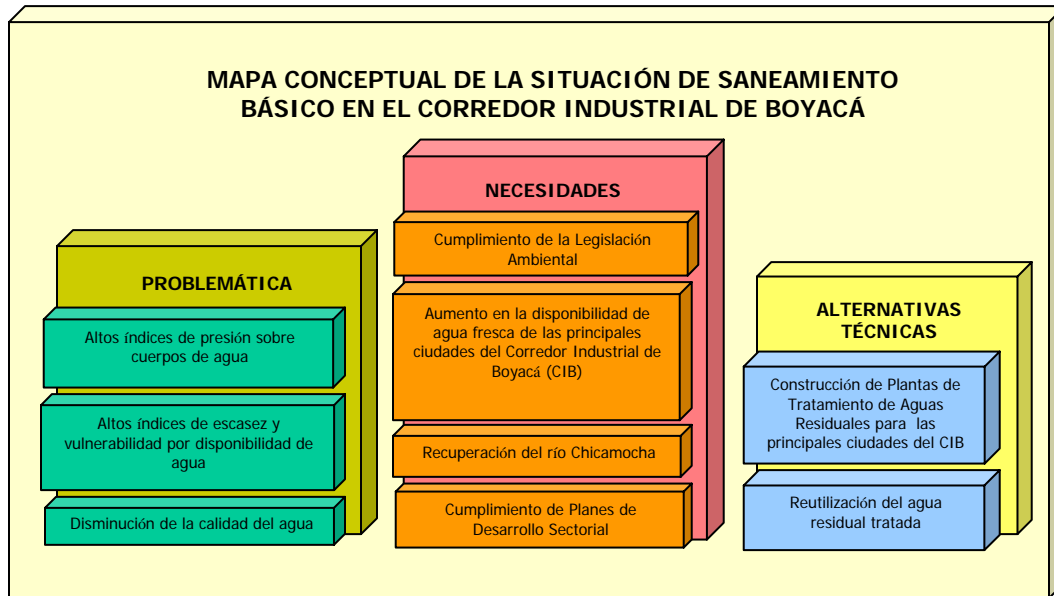 MAPA CONCEPTUAL DE LA SITUACIÓN DE SANEAMIENTO
BÁSICO EN EL CORREDOR INDUSTRIAL DE BOYACÁ
PROBLEMÁTICA
Altos índices de presión sobre
cuerpos de agua
Altos índices de escasez y
vulnerabilidad por disponibilidad de
agua
Disminución de la calidad del agua
NECESIDADES
Cumplimiento de la Legislación
Ambiental
Aumento en la disponibilidad de
agua fresca de las principales
ciudades del Corredor Industrial de
Boyacá (CIB)
Recuperación del río Chicamocha
Cumplimiento de Planes de
Desarrollo Sectorial
ALTERNATIVAS
TÉCNICAS
Construcción de Plantas de
Tratamiento de Aguas
Residuales para las
principales ciudades del CIB
Reutilización del agua
residual tratada